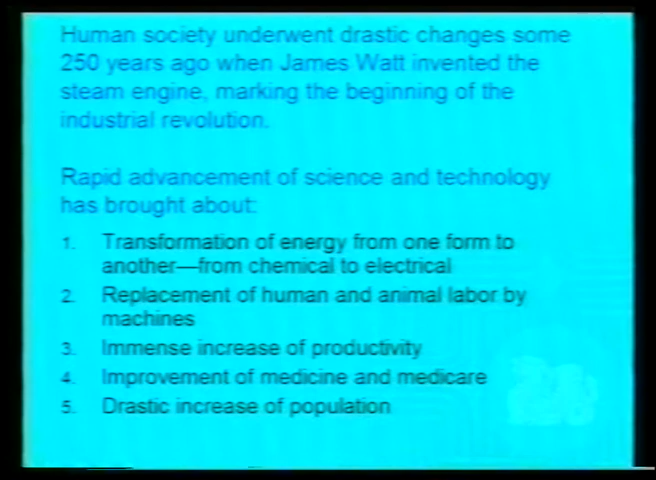 Human society underwent drastic changes some
250 years ago when James Watt invented the
steam engine, marking the beginning of the
industrial revolution.
Rapid advancement of science and technology
has brought about:
1. Transformation of energy from one form to
another—from chemical to electrical
2. Replacement of human and animal labor by
machines
3. Immense increase of productivity
4. Improvement of medicine and medicare
5. Drastic increase of population